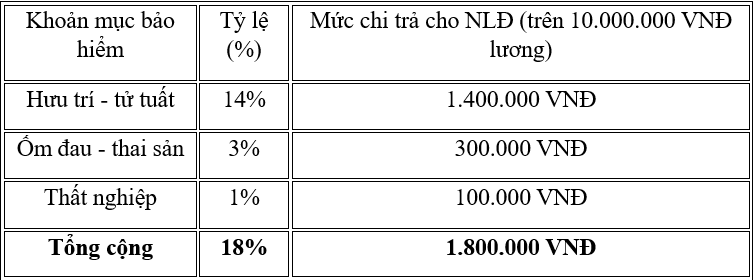 Khoản mục bảo
hiểm
Tỷ lệ
(%)
Mức chi trả cho NLĐ (trên 10.000.000 VNĐ
lương)
Hưu trí - tử tuất
14%
1.400.000 VNĐ
Ốm đau - thai sản
3%
300.000 VNĐ
Thất nghiệp
1%
100.000 VNĐ
Tổng cộng
18%
1.800.000 VNĐ